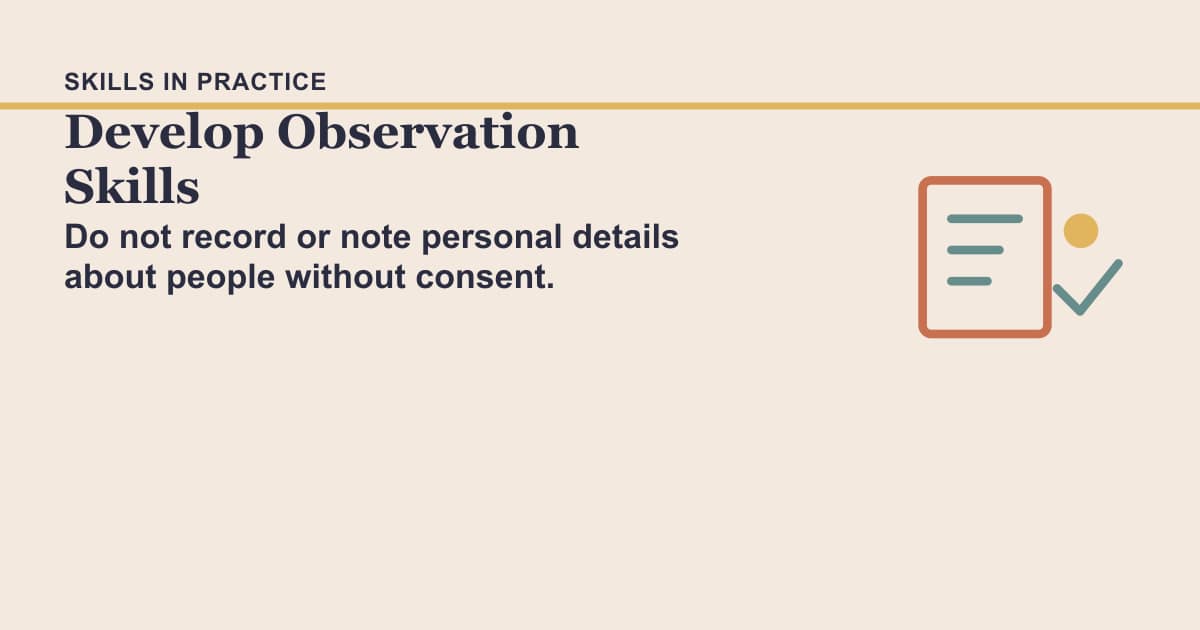 SKILLS IN PRACTICE
Develop Observation
Skills
Do not record or note personal details
about people without consent.